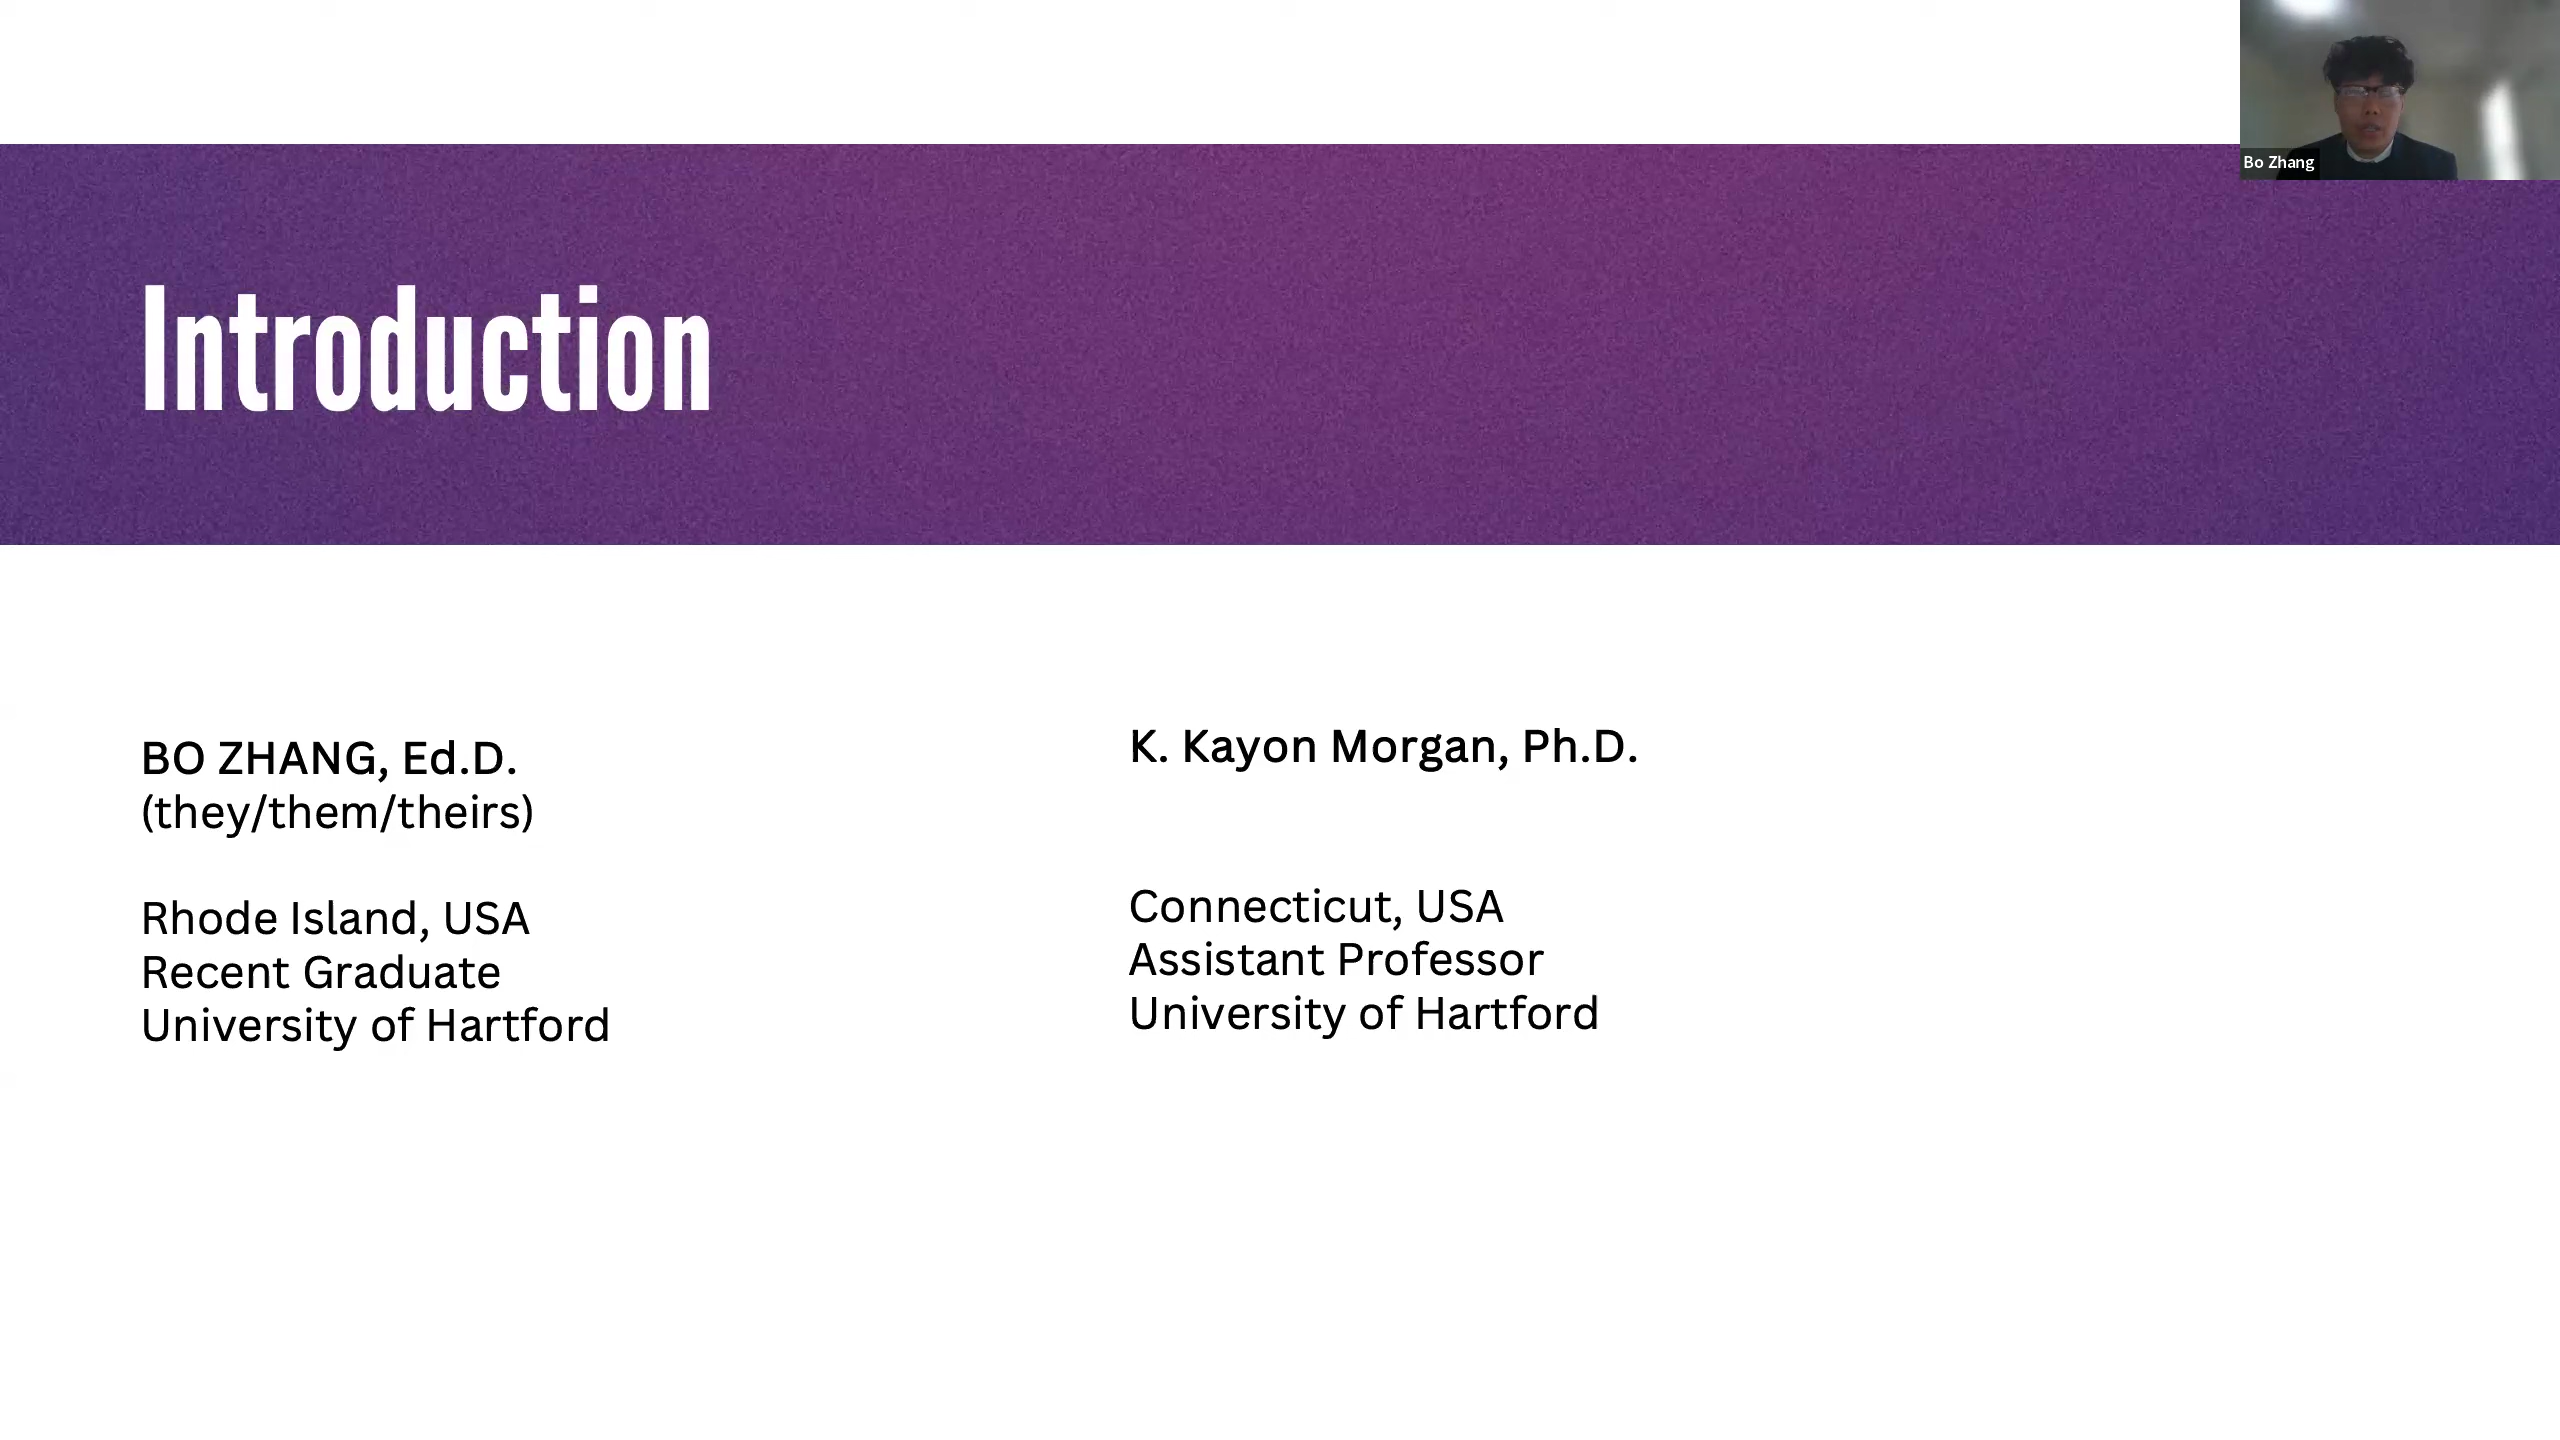 Bo Zhang
Introduction
BO ZHANG, Ed.D.
(they/them/theirs)
Rhode Island, USA
Recent Graduate
University of Hartford
K. Kayon Morgan, Ph.D.
Connecticut, USA
Assistant Professor
University of Hartford